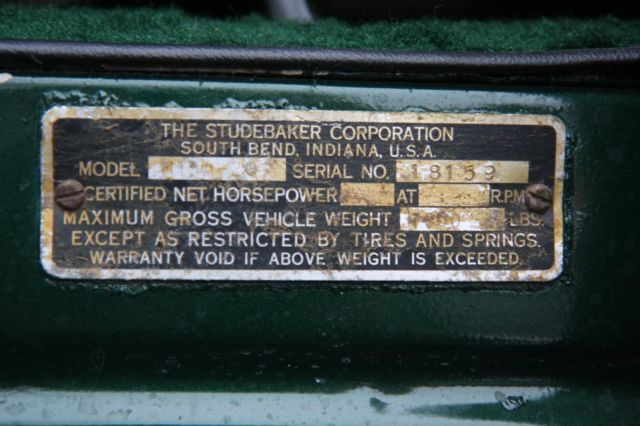 THE STUDEBAKER CORPORATION
SOUTH BEND, INDIANA, U.S.A.
MODEL SERIAL NO. 18159
CERTIFIED NET HORSEPOWER AT R.P.M.
MAXIMUM GROSS VEHICLE WEIGHT LBS.
EXCEPT AS RESTRICTED BY TIRES AND SPRINGS.
WARRANTY VOID IF ABOVE WEIGHT IS EXCEEDED.